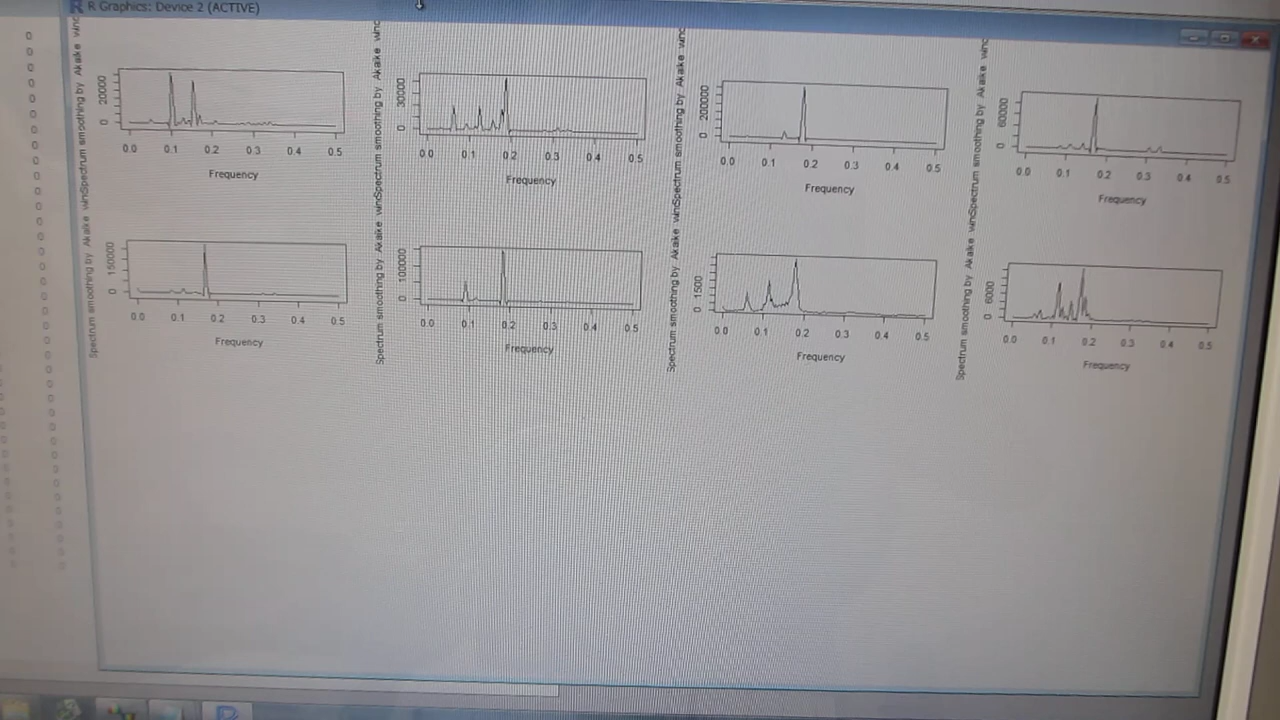 R Graphics: Device 2 (ACTIVE)
Spectrum smoothing by Akaike winc
0 20000
0.0 0.1 0.2 0.3 0.4 0.5
Frequency
Spectrum smoothing by Akaike winc
0 30000
0.0 0.1 0.2 0.3 0.4 0.5
Frequency
Spectrum smoothing by Akaike winc
0 200000
0.0 0.1 0.2 0.3 0.4 0.5
Frequency
Spectrum smoothing by Akaike winc
0 60000
0.0 0.1 0.2 0.3 0.4 0.5
Frequency
Spectrum smoothing by Akaike winc
0 150000
0.0 0.1 0.2 0.3 0.4 0.5
Frequency
Spectrum smoothing by Akaike winc
0 100000
0.0 0.1 0.2 0.3 0.4 0.5
Frequency
Spectrum smoothing by Akaike winc
0 1500
0.0 0.1 0.2 0.3 0.4 0.5
Frequency
Spectrum smoothing by Akaike winc
0 6000
0.0 0.1 0.2 0.3 0.4 0.5
Frequency